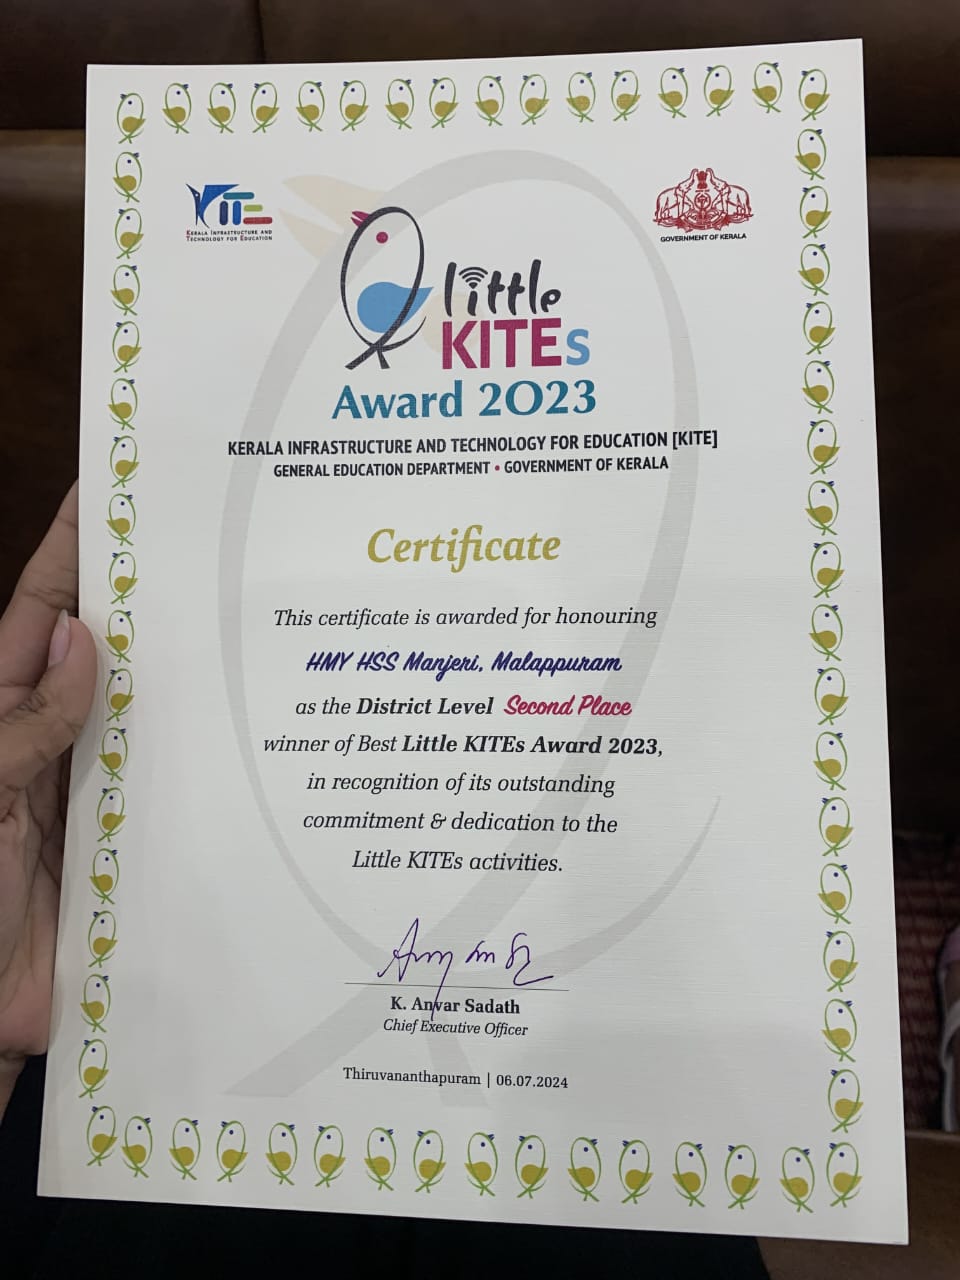 KITE
KERALA INFRASTRUCTURE AND
TECHNOLOGY FOR EDUCATION
GOVERNMENT OF KERALA
little
KITEs
Award 2023
KERALA INFRASTRUCTURE AND TECHNOLOGY FOR EDUCATION [KITE]
GENERAL EDUCATION DEPARTMENT • GOVERNMENT OF KERALA
Certificate
This certificate is awarded for honouring
HMY HSS Manjeri, Malappuram
as the District Level Second Place
winner of Best Little KITEs Award 2023,
in recognition of its outstanding
commitment & dedication to the
Little KITEs activities.
K. Anvar Sadath
Chief Executive Officer
Thiruvananthapuram | 06.07.2024